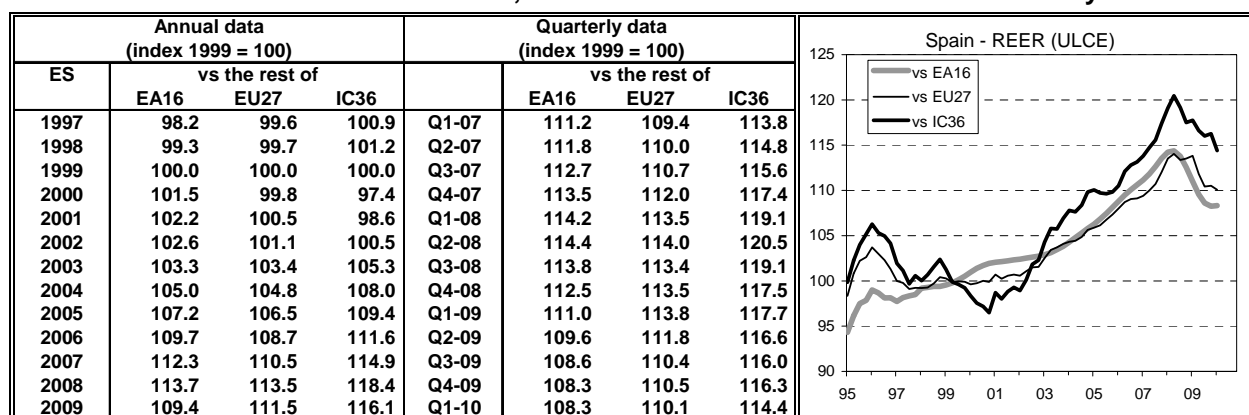 Annual data Quarterly data
(index 1999 = 100) (index 1999 = 100)
ES vs the rest of vs the rest of
EA16 EU27 IC36 EA16 EU27 IC36
1997 98.2 99.6 100.9 Q1-07 111.2 109.4 113.8
1998 99.3 99.7 101.2 Q2-07 111.8 110.0 114.8
1999 100.0 100.0 100.0 Q3-07 112.7 110.7 115.6
2000 101.5 99.8 97.4 Q4-07 113.5 112.0 117.4
2001 102.2 100.5 98.6 Q1-08 114.2 113.5 119.1
2002 102.6 101.1 100.5 Q2-08 114.4 114.0 120.5
2003 103.3 103.4 105.3 Q3-08 113.8 113.4 119.1
2004 105.0 104.8 108.0 Q4-08 112.5 113.5 117.5
2005 107.2 106.5 109.4 Q1-09 111.0 113.8 117.7
2006 109.7 108.7 111.6 Q2-09 109.6 111.8 116.6
2007 112.3 110.5 114.9 Q3-09 108.6 110.4 116.0
2008 113.7 113.5 118.4 Q4-09 108.3 110.5 116.3
2009 109.4 111.5 116.1 Q1-10 108.3 110.1 114.4
Spain - REER (ULCE)
vs EA16
vs EU27
vs IC36
125
120
115
110
105
100
95
90
95 97 99 01 03 05 07 09